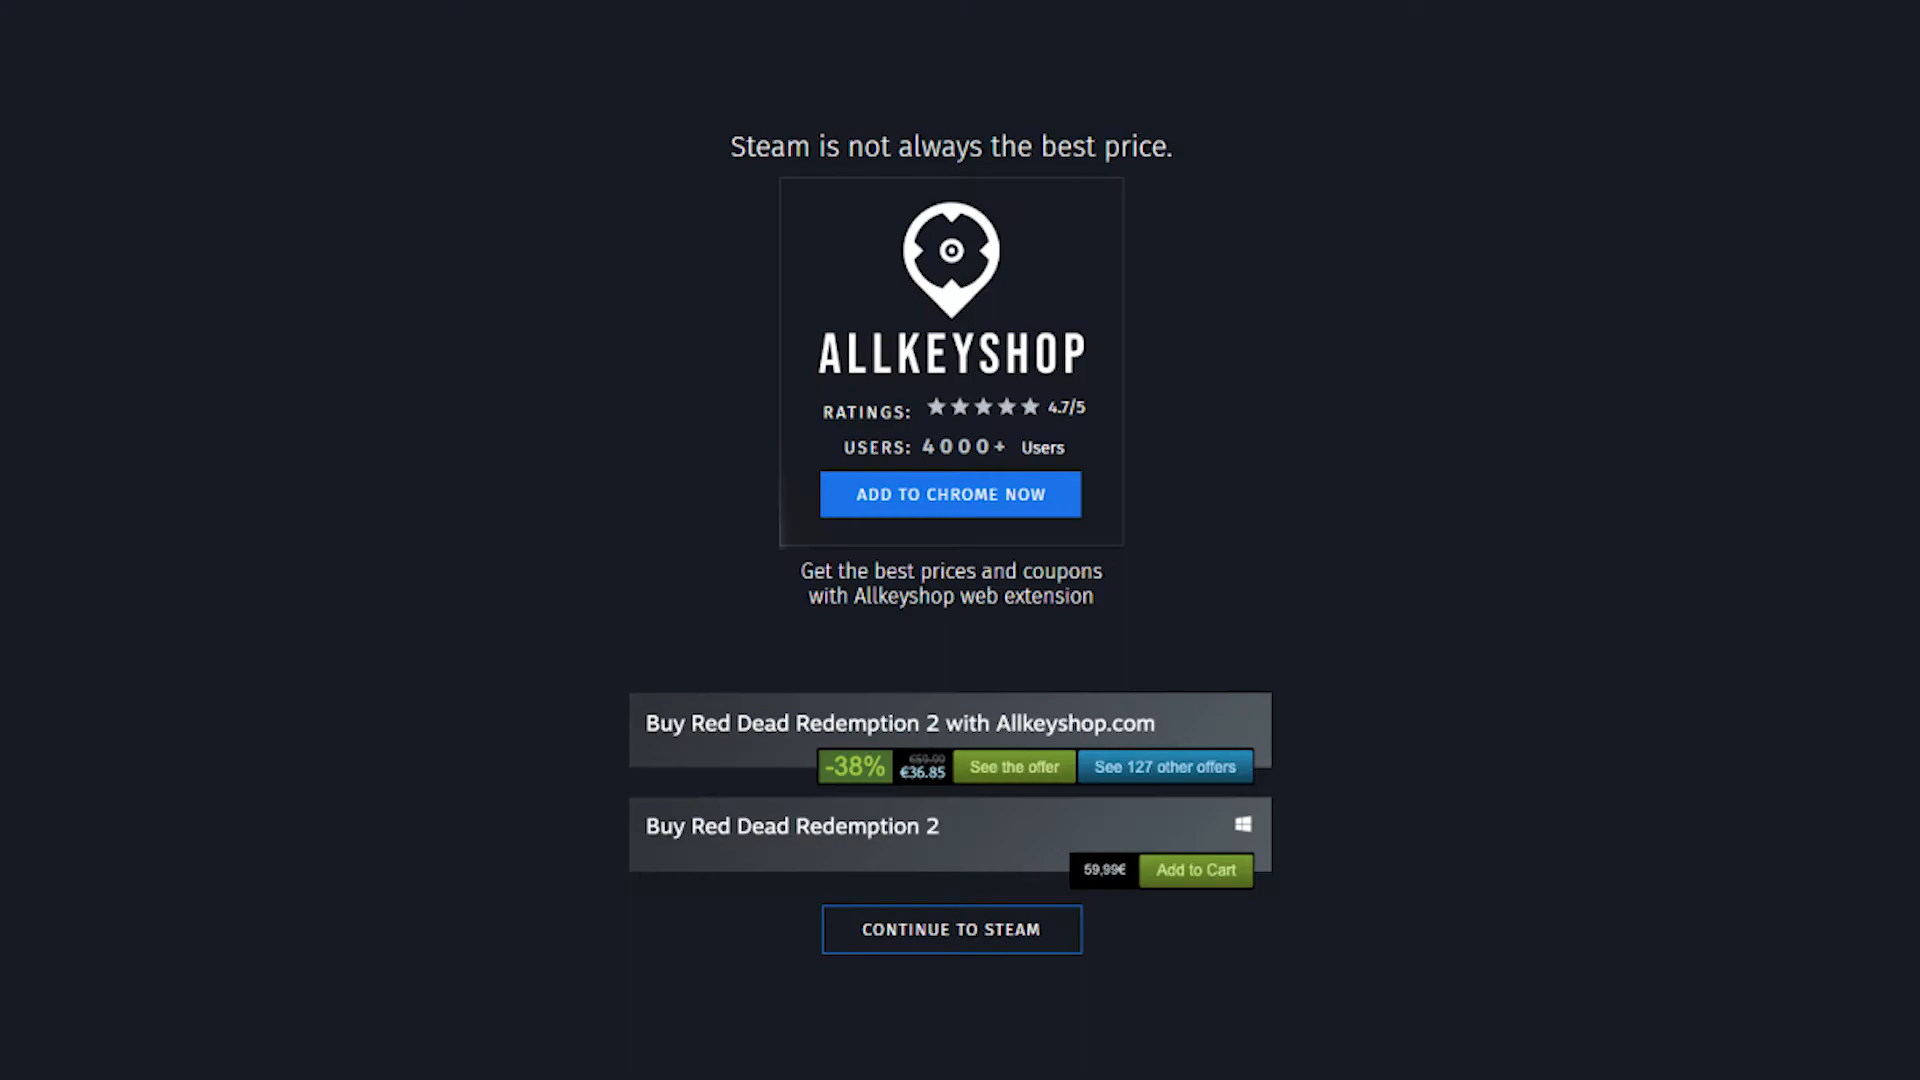 Steam is not always the best price.
ALLKEYSHOP
RATINGS: 4.7/5
USERS: 4000+ Users
ADD TO CHROME NOW
Get the best prices and coupons
with Allkeyshop web extension
Buy Red Dead Redemption 2 with Allkeyshop.com
-38% €59.99 €36.85 See the offer See 127 other offers
Buy Red Dead Redemption 2
59,99€ Add to Cart
CONTINUE TO STEAM